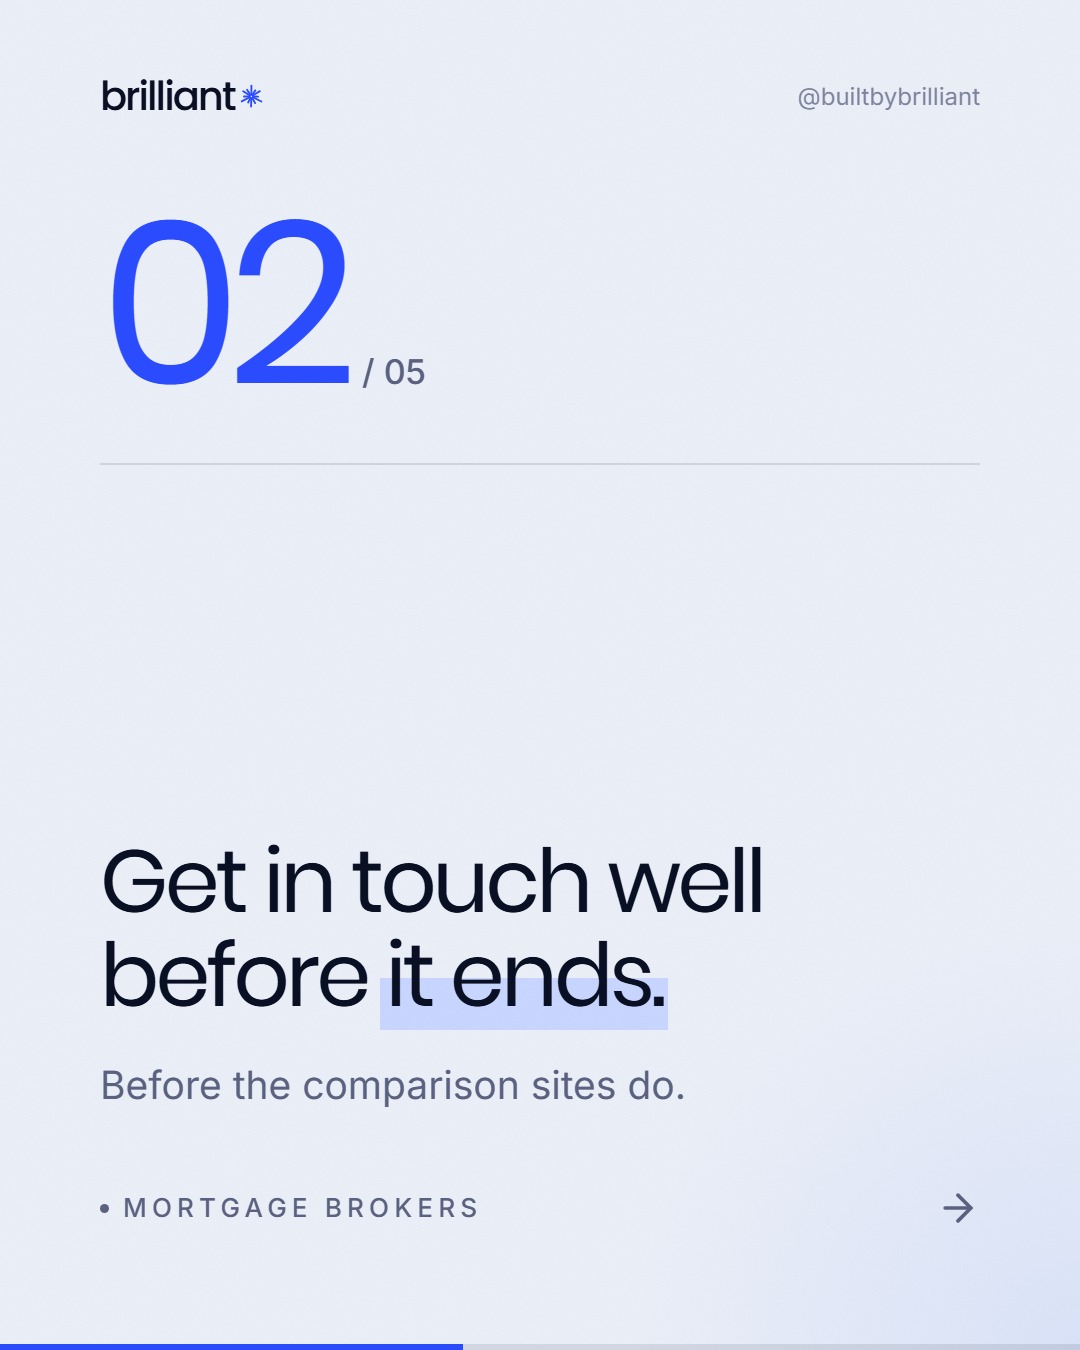 brilliant
@builtbybrilliant
02 / 05
Get in touch well
before it ends.
Before the comparison sites do.
• MORTGAGE BROKERS